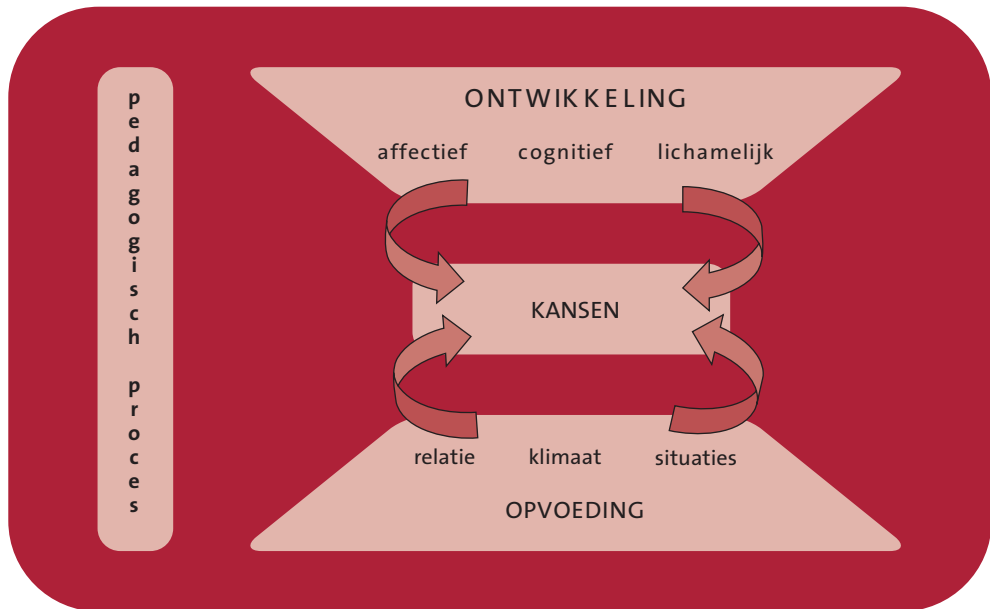 pedagogisch proces
ONTWIKKELING
affectief cognitief lichamelijk
KANSEN
relatie klimaat situaties
OPVOEDING